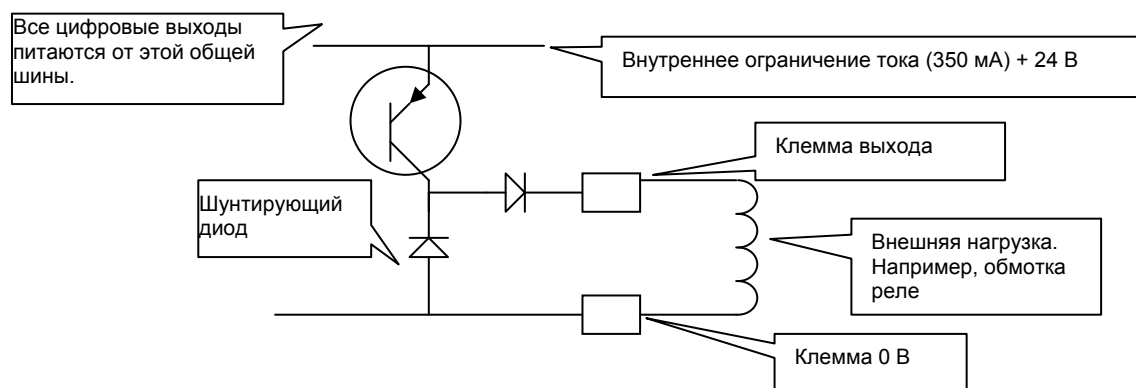 Все цифровые выходы
питаются от этой общей
шины.
Внутреннее ограничение тока (350 мА) + 24 В
Клемма выхода
Шунтирующий
диод
Внешняя нагрузка.
Например, обмотка
реле
Клемма 0 В